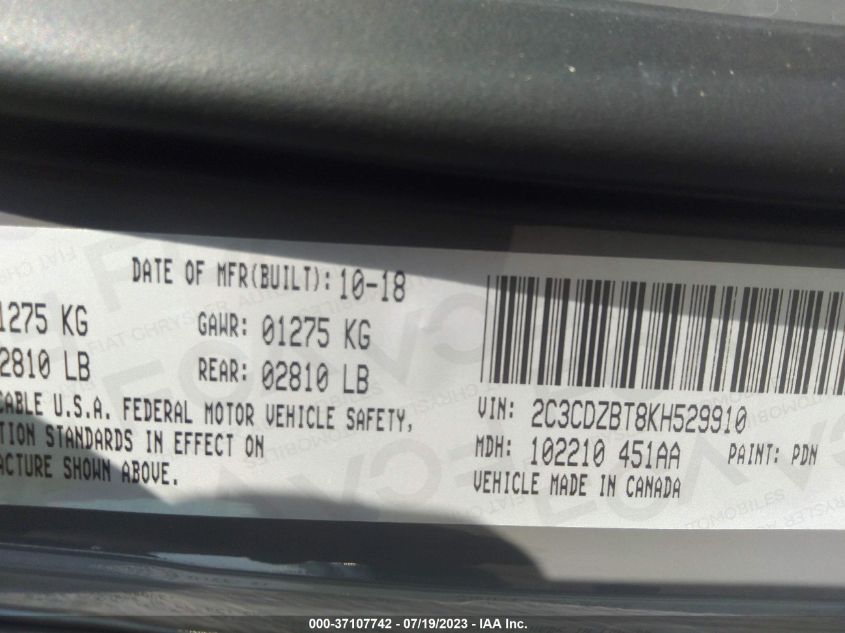 DATE OF MFR(BUILT): 10-18
1275 KG GAWR: 01275 KG
2810 LB REAR: 02810 LB
CABLE U.S.A. FEDERAL MOTOR VEHICLE SAFETY,
TION STANDARDS IN EFFECT ON
ACTURE SHOWN ABOVE.
VIN: 2C3CDZBT8KH529910
MDH: 102210 451AA PAINT: PDN
VEHICLE MADE IN CANADA
000-37107742 - 07/19/2023 - IAA Inc.